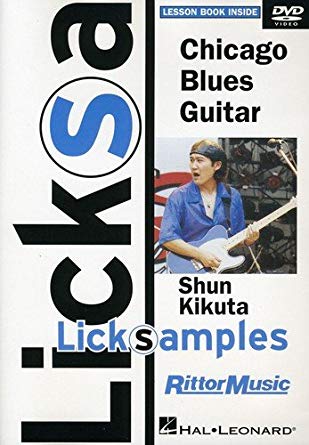 LESSON BOOK INSIDE
DVD
VIDEO
Licksa
Chicago
Blues
Guitar
Shun
Kikuta
Licksamples
RittorMusic
HAL•LEONARD®